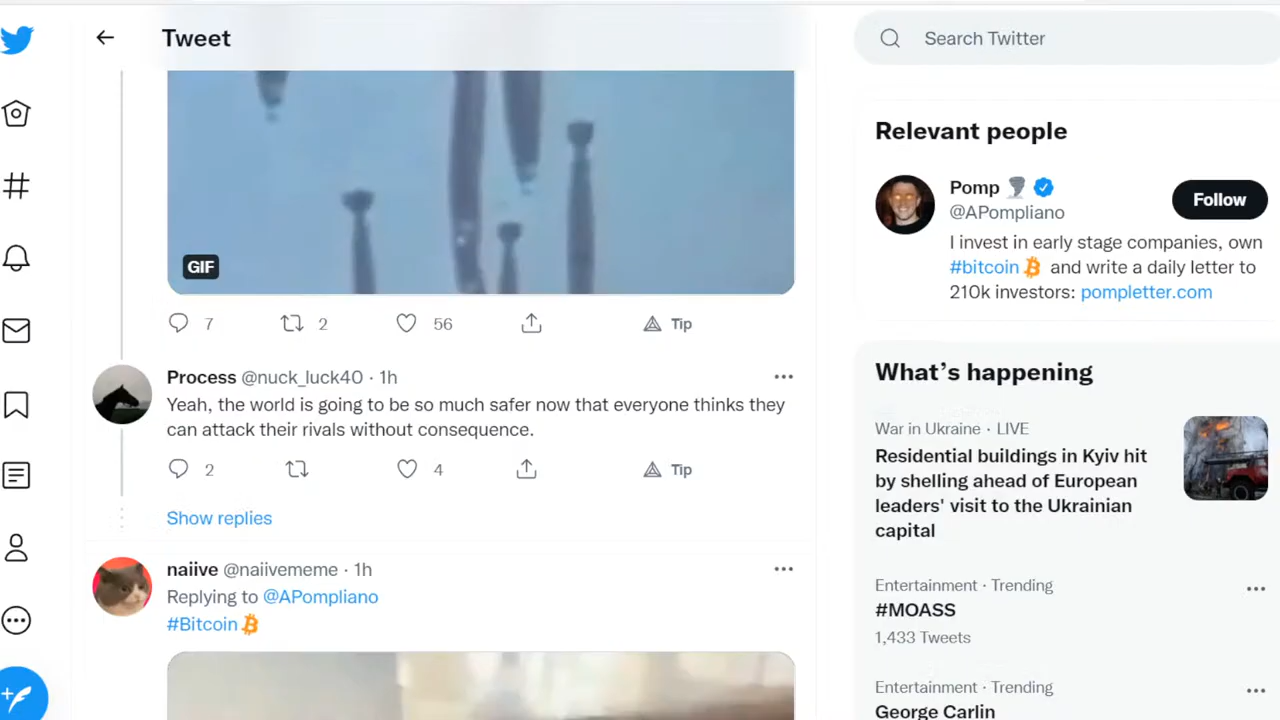 Tweet
Search Twitter
GIF
7
2
56
Tip
Process @nuck_luck40 · 1h
Yeah, the world is going to be so much safer now that everyone thinks they
can attack their rivals without consequence.
2
4
Tip
Show replies
naiive @naiivememe · 1h
Replying to @APompliano
#Bitcoin
Relevant people
Pomp
@APompliano
Follow
I invest in early stage companies, own
#bitcoin and write a daily letter to
210k investors: pompletter.com
What's happening
War in Ukraine · LIVE
Residential buildings in Kyiv hit
by shelling ahead of European
leaders' visit to the Ukrainian
capital
Entertainment · Trending
#MOASS
1,433 Tweets
Entertainment · Trending
George Carlin